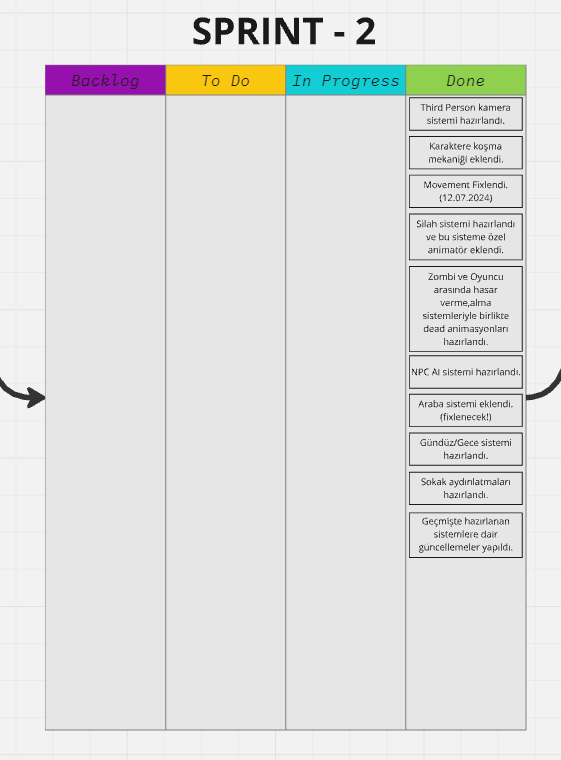 SPRINT - 2
Backlog
To Do
In Progress
Done
Third Person kamera
sistemi hazırlandı.
Karaktere koşma
mekaniği eklendi.
Movement Fixlendi.
(12.07.2024)
Silah sistemi hazırlandı
ve bu sisteme özel
animatör eklendi.
Zombi ve Oyuncu
arasında hasar
verme,alma
sistemleriyle birlikte
dead animasyonları
hazırlandı.
NPC Ai sistemi hazırlandı.
Araba sistemi eklendi.
(fixlenecek!)
Gündüz/Gece sistemi
hazırlandı.
Sokak aydınlatmaları
hazırlandı.
Geçmişte hazırlanan
sistemlere dair
güncellemeler yapıldı.